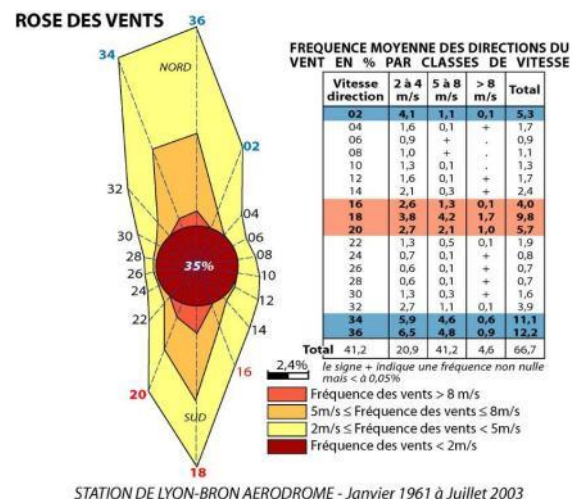 ROSE DES VENTS
36
34
NORD
02
32
04
30
06
28
08
26
10
24
12
22
14
35%
16
20
SUD
18
FREQUENCE MOYENNE DES DIRECTIONS DU
VENT EN % PAR CLASSES DE VITESSE
Vitesse direction 2 à 4 m/s 5 à 8 m/s > 8 m/s Total
02 4,1 1,1 0,1 5,3
04 1,6 0,1 + 1,7
06 0,9 + . 0,9
08 1,0 + . 1,1
10 1,3 0,1 . 1,3
12 1,6 0,1 + 1,7
14 2,1 0,3 + 2,4
16 2,6 1,3 0,1 4,0
18 3,8 4,2 1,7 9,8
20 2,7 2,1 1,0 5,7
22 1,3 0,5 0,1 1,9
24 0,7 0,1 + 0,8
26 0,6 0,1 + 0,7
28 0,6 0,1 + 0,7
30 1,3 0,3 + 1,6
32 2,7 1,1 0,1 3,9
34 5,9 4,6 0,6 11,1
36 6,5 4,8 0,9 12,2
Total 41,2 20,9 41,2 4,6 66,7
2,4%
le signe + indique une fréquence non nulle
mais < à 0,05%
Fréquence des vents > 8 m/s
5m/s ≤ Fréquence des vents ≤ 8m/s
2m/s ≤ Fréquence des vents < 5m/s
Fréquence des vents < 2m/s
STATION DE LYON-BRON AERODROME - Janvier 1961 à Juillet 2003